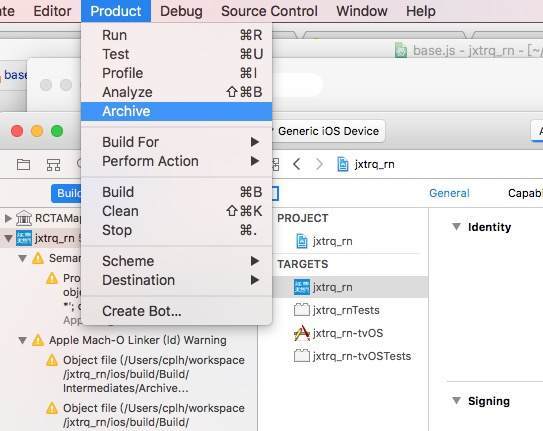 Editor Product Debug Source Control Window Help
Run ⌘R
Test ⌘U
Profile ⌘I
Analyze ⇧⌘B
Archive
Build For
Perform Action
Build ⌘B
Clean ⇧⌘K
Stop ⌘.
Scheme
Destination
Create Bot...
base.js - jxtrq_rn - [~/
base
Generic iOS Device
jxtrq_rn
General Capab
PROJECT
jxtrq_rn
TARGETS
jxtrq_rn
jxtrq_rnTests
jxtrq_rn-tvOS
jxtrq_rn-tvOSTests
Identity
Signing
Buil
RCTAMap
jxtrq_rn
Seman
Pro
obje
*'; c
App
Apple Mach-O Linker (Id) Warning
Object file (/Users/cplh/workspace
/jxtrq_rn/ios/build/Build/
Intermediates/Archive...
Object file (/Users/cplh/workspace
/jxtrq_rn/ios/build/Build/